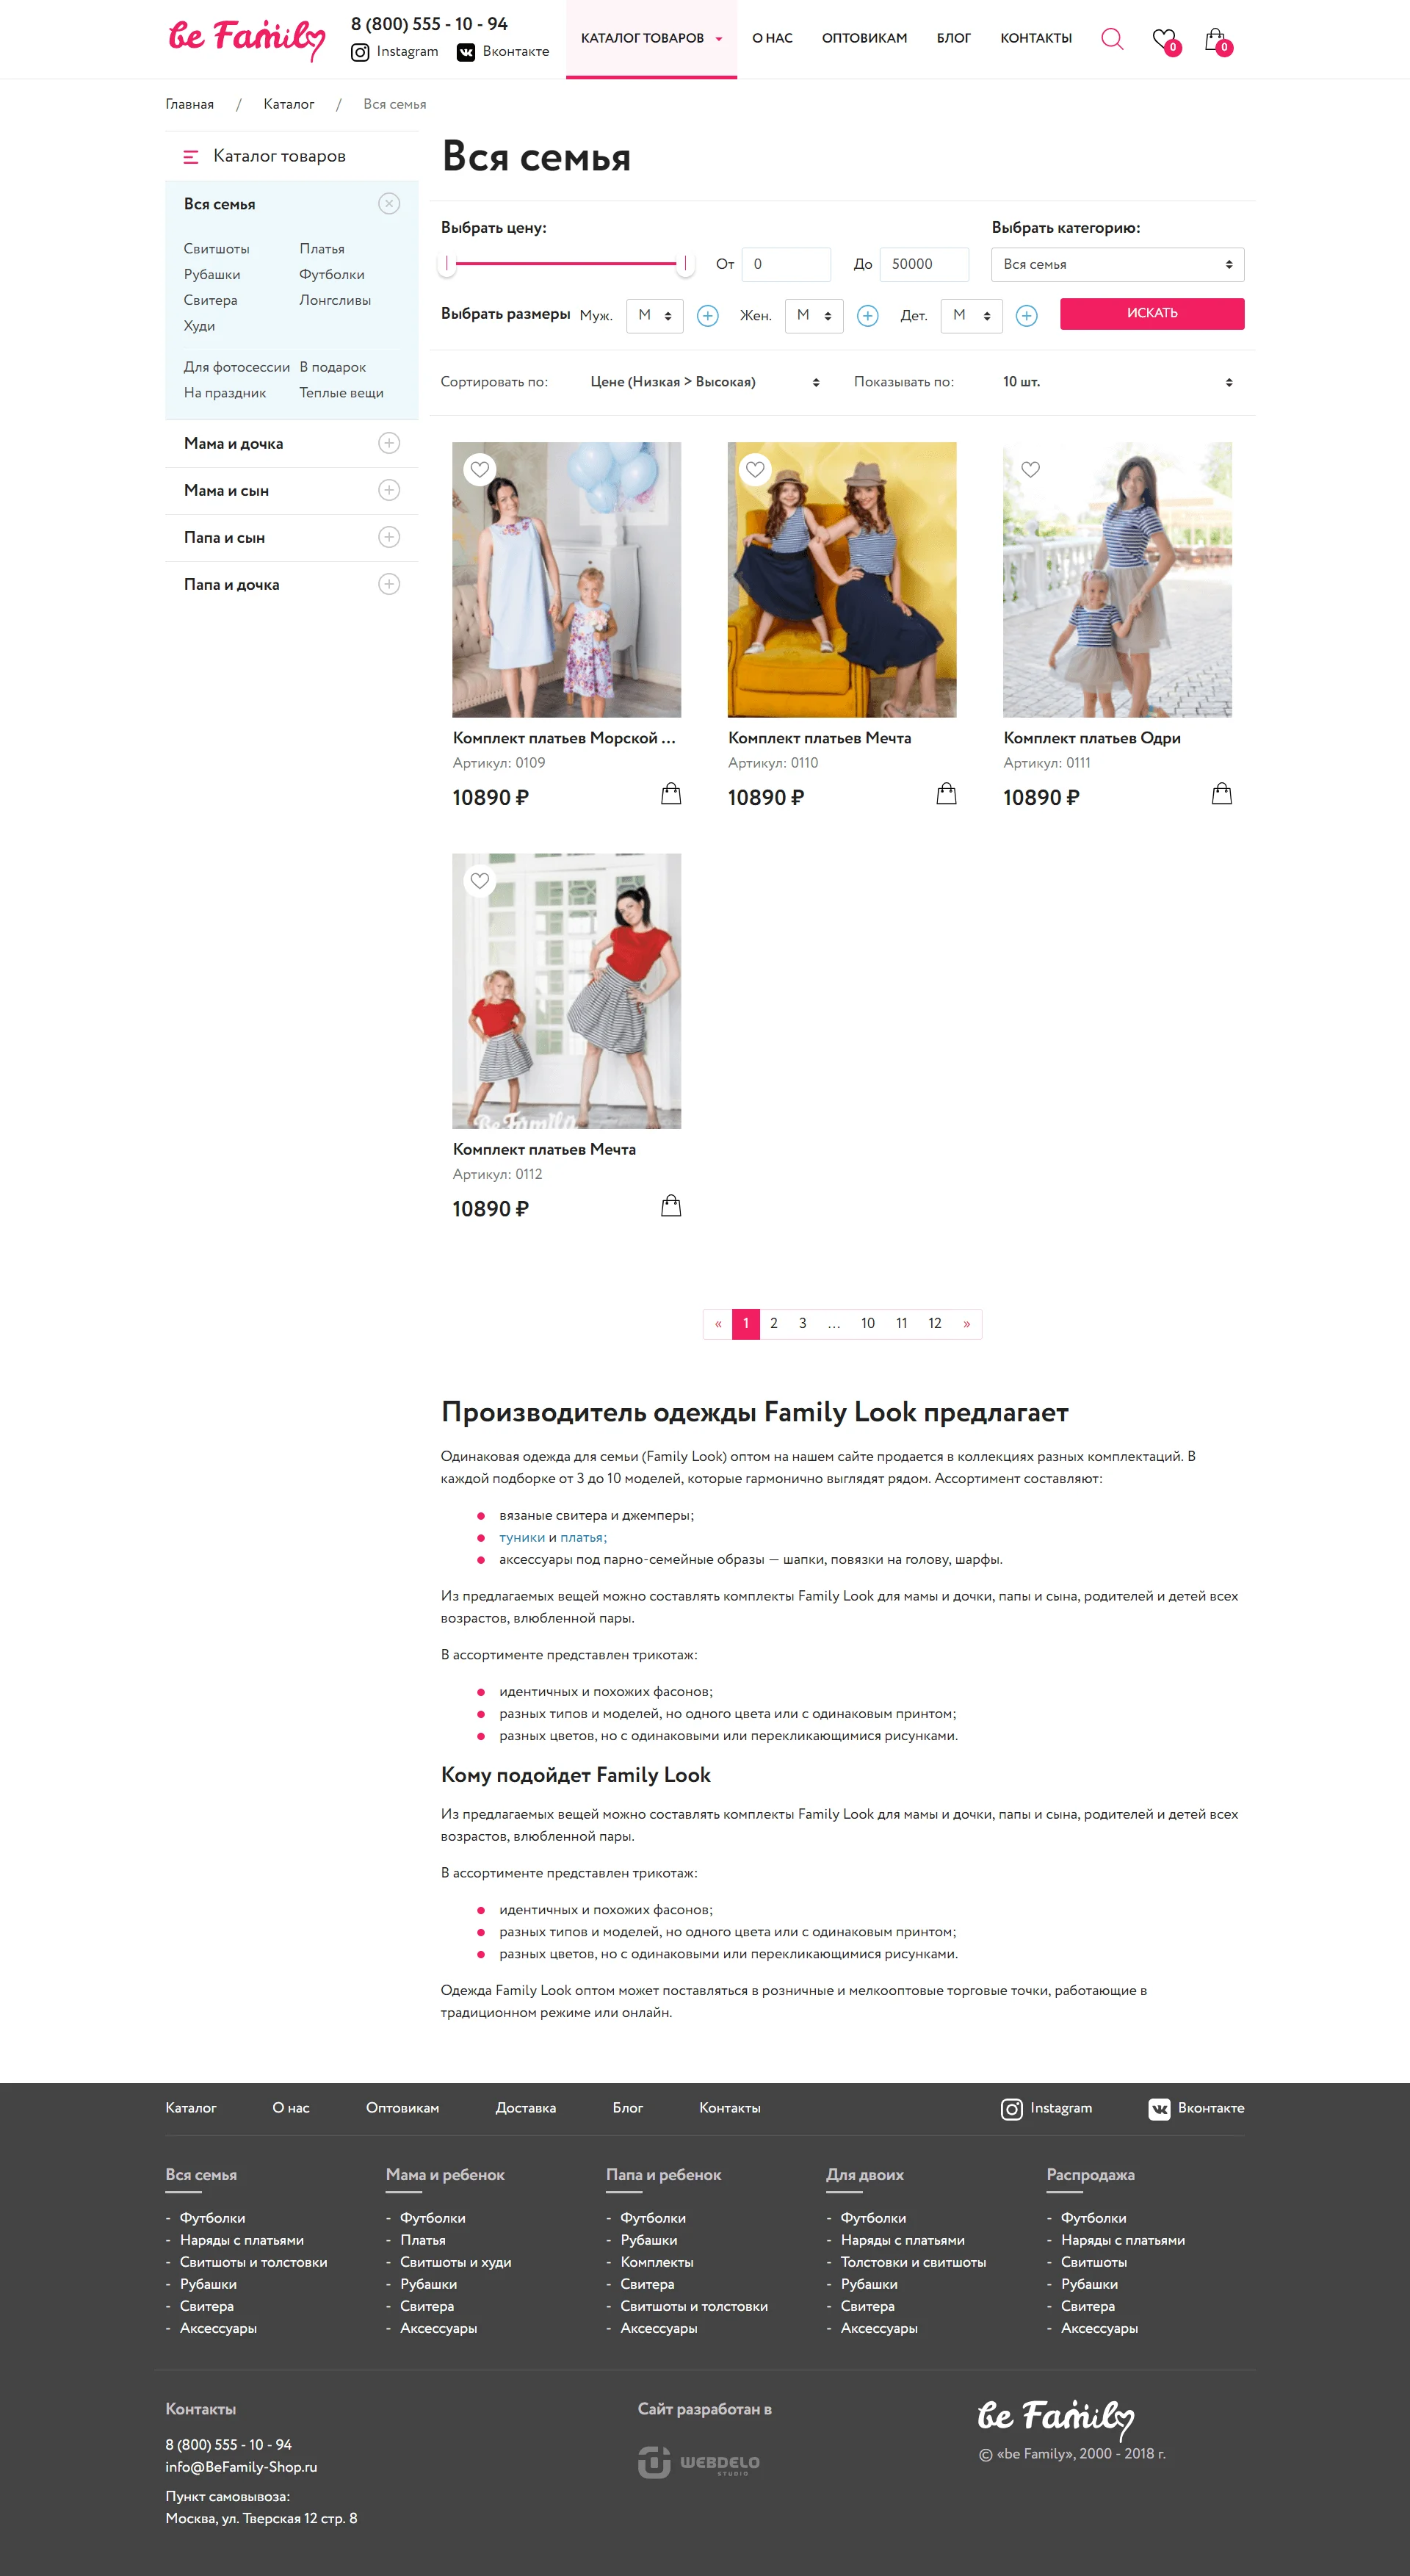 be Family
8 (800) 555 - 10 - 94
Instagram Вконтакте
КАТАЛОГ ТОВАРОВ О НАС ОПТОВИКАМ БЛОГ КОНТАКТЫ 0 0
Главная / Каталог / Вся семья
Каталог товаров
Вся семья
Свитшоты Платья
Рубашки Футболки
Свитера Лонгсливы
Худи
Для фотосессии В подарок
На праздник Теплые вещи
Мама и дочка
Мама и сын
Папа и сын
Папа и дочка
Вся семья
Выбрать цену: Выбрать категорию:
От 0 До 50000 Вся семья
Выбрать размеры Муж. M Жен. M Дет. M ИСКАТЬ
Сортировать по: Цене (Низкая > Высокая) Показывать по: 10 шт.
Комплект платьев Морской ... Комплект платьев Мечта Комплект платьев Одри
Артикул: 0109 Артикул: 0110 Артикул: 0111
10890 ₽ 10890 ₽ 10890 ₽
Be Family
Комплект платьев Мечта
Артикул: 0112
10890 ₽
« 1 2 3 ... 10 11 12 »
Производитель одежды Family Look предлагает
Одинаковая одежда для семьи (Family Look) оптом на нашем сайте продается в коллекциях разных комплектаций. В
каждой подборке от 3 до 10 моделей, которые гармонично выглядят рядом. Ассортимент составляют:
вязаные свитера и джемперы;
туники и платья;
аксессуары под парно-семейные образы — шапки, повязки на голову, шарфы.
Из предлагаемых вещей можно составлять комплекты Family Look для мамы и дочки, папы и сына, родителей и детей всех
возрастов, влюбленной пары.
В ассортименте представлен трикотаж:
идентичных и похожих фасонов;
разных типов и моделей, но одного цвета или с одинаковым принтом;
разных цветов, но с одинаковыми или перекликающимися рисунками.
Кому подойдет Family Look
Из предлагаемых вещей можно составлять комплекты Family Look для мамы и дочки, папы и сына, родителей и детей всех
возрастов, влюбленной пары.
В ассортименте представлен трикотаж:
идентичных и похожих фасонов;
разных типов и моделей, но одного цвета или с одинаковым принтом;
разных цветов, но с одинаковыми или перекликающимися рисунками.
Одежда Family Look оптом может поставляться в розничные и мелкооптовые торговые точки, работающие в
традиционном режиме или онлайн.
Каталог О нас Оптовикам Доставка Блог Контакты Instagram Вконтакте
Вся семья Мама и ребенок Папа и ребенок Для двоих Распродажа
- Футболки - Футболки - Футболки - Футболки - Футболки
- Наряды с платьями - Платья - Рубашки - Наряды с платьями - Наряды с платьями
- Свитшоты и толстовки - Свитшоты и худи - Комплекты - Толстовки и свитшоты - Свитшоты
- Рубашки - Рубашки - Свитера - Рубашки - Рубашки
- Свитера - Свитера - Свитшоты и толстовки - Свитера - Свитера
- Аксессуары - Аксессуары - Аксессуары - Аксессуары - Аксессуары
Контакты Сайт разработан в be Family
8 (800) 555 - 10 - 94
info@BeFamily-Shop.ru
WEBDELO
STUDIO
© «be Family», 2000 - 2018 г.
Пункт самовывоза:
Москва, ул. Тверская 12 стр. 8